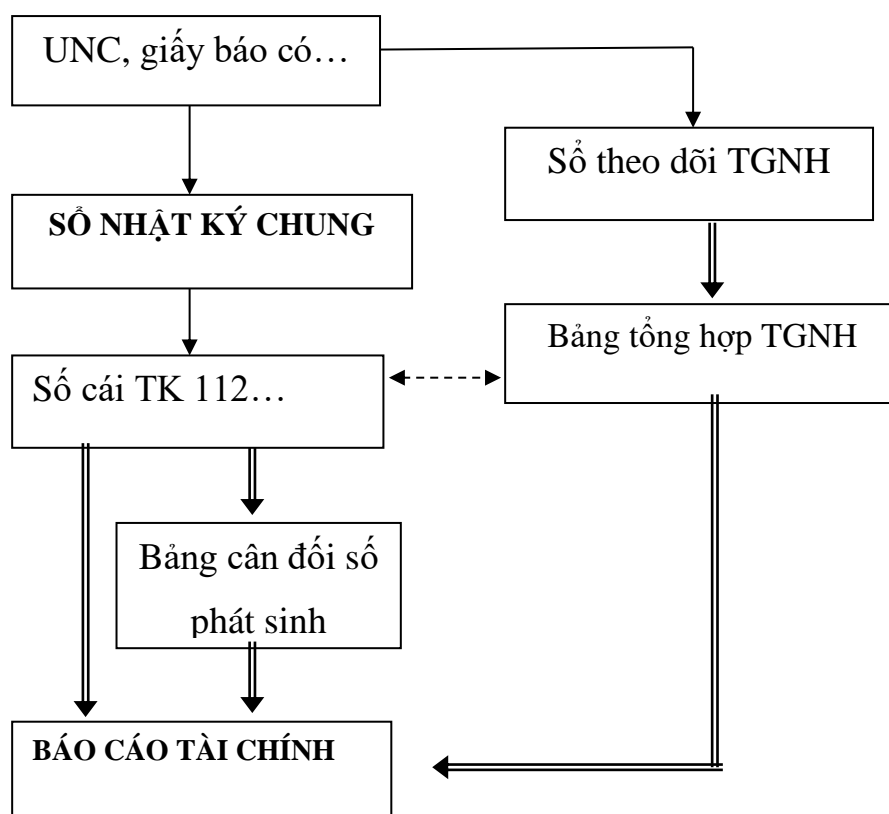 UNC, giấy báo có…
Sổ theo dõi TGNH
SỔ NHẬT KÝ CHUNG
Bảng tổng hợp TGNH
Số cái TK 112…
Bảng cân đối số
phát sinh
BÁO CÁO TÀI CHÍNH